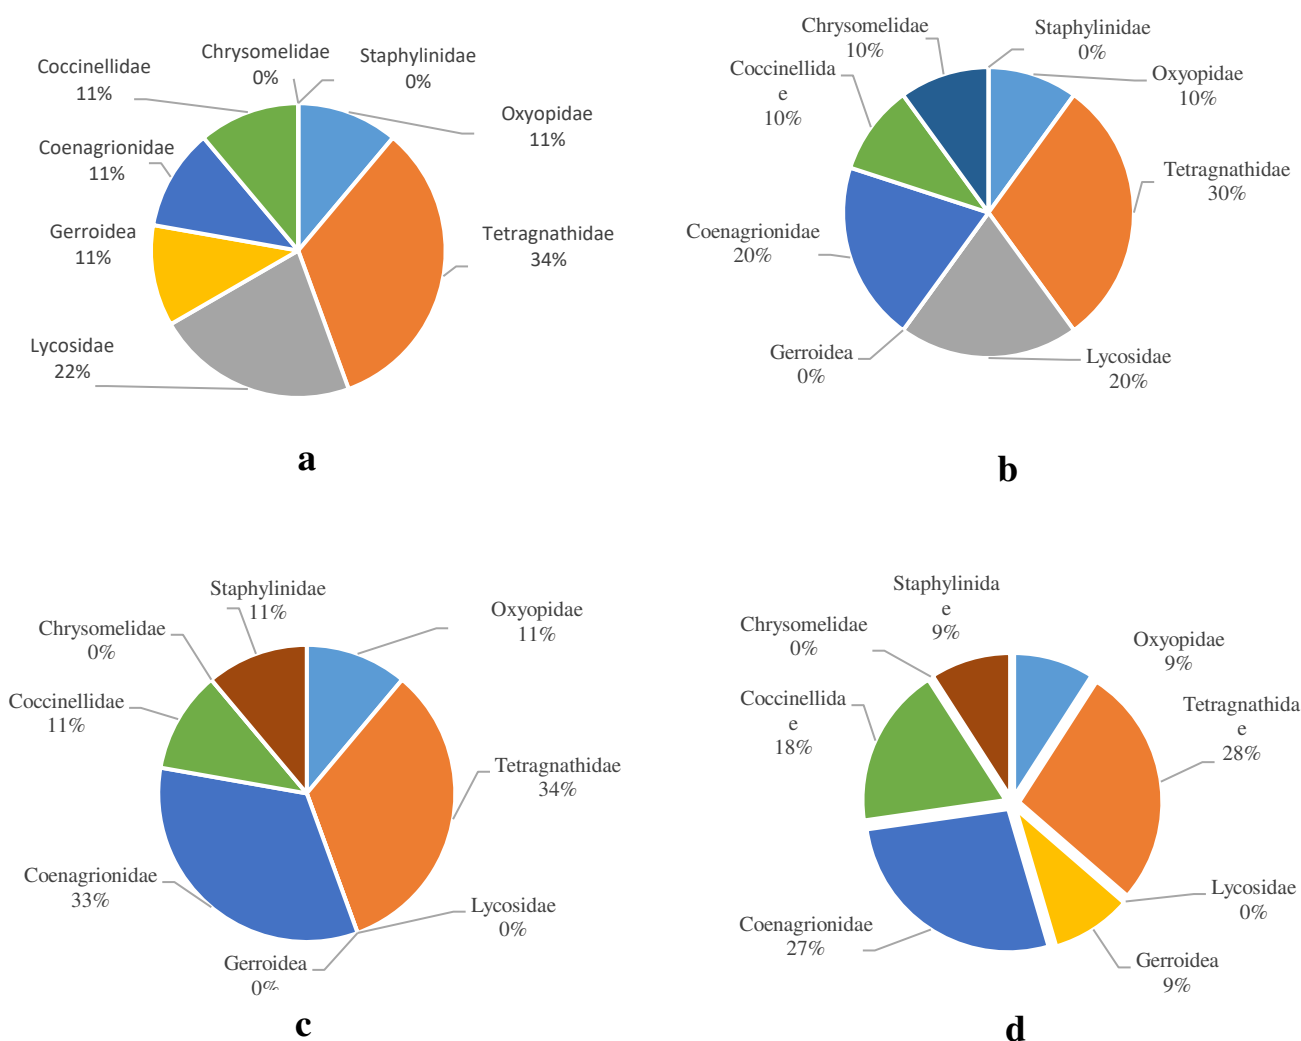 Chrysomelidae
0%
Staphylinidae
0%
Coccinellidae
11%
Oxyopidae
11%
Coenagrionidae
11%
Gerroidea
11%
Tetragnathidae
34%
Lycosidae
22%
a
Chrysomelidae
10%
Staphylinidae
0%
Coccinellida
e
10%
Oxyopidae
10%
Tetragnathidae
30%
Coenagrionidae
20%
Gerroidea
0%
Lycosidae
20%
b
Staphylinidae
11%
Oxyopidae
11%
Chrysomelidae
0%
Coccinellidae
11%
Tetragnathidae
34%
Coenagrionidae
33%
Lycosidae
0%
Gerroidea
0%
c
Staphylinida
e
9%
Chrysomelidae
0%
Oxyopidae
9%
Coccinellida
e
18%
Tetragnathida
e
28%
Lycosidae
0%
Coenagrionidae
27%
Gerroidea
9%
d